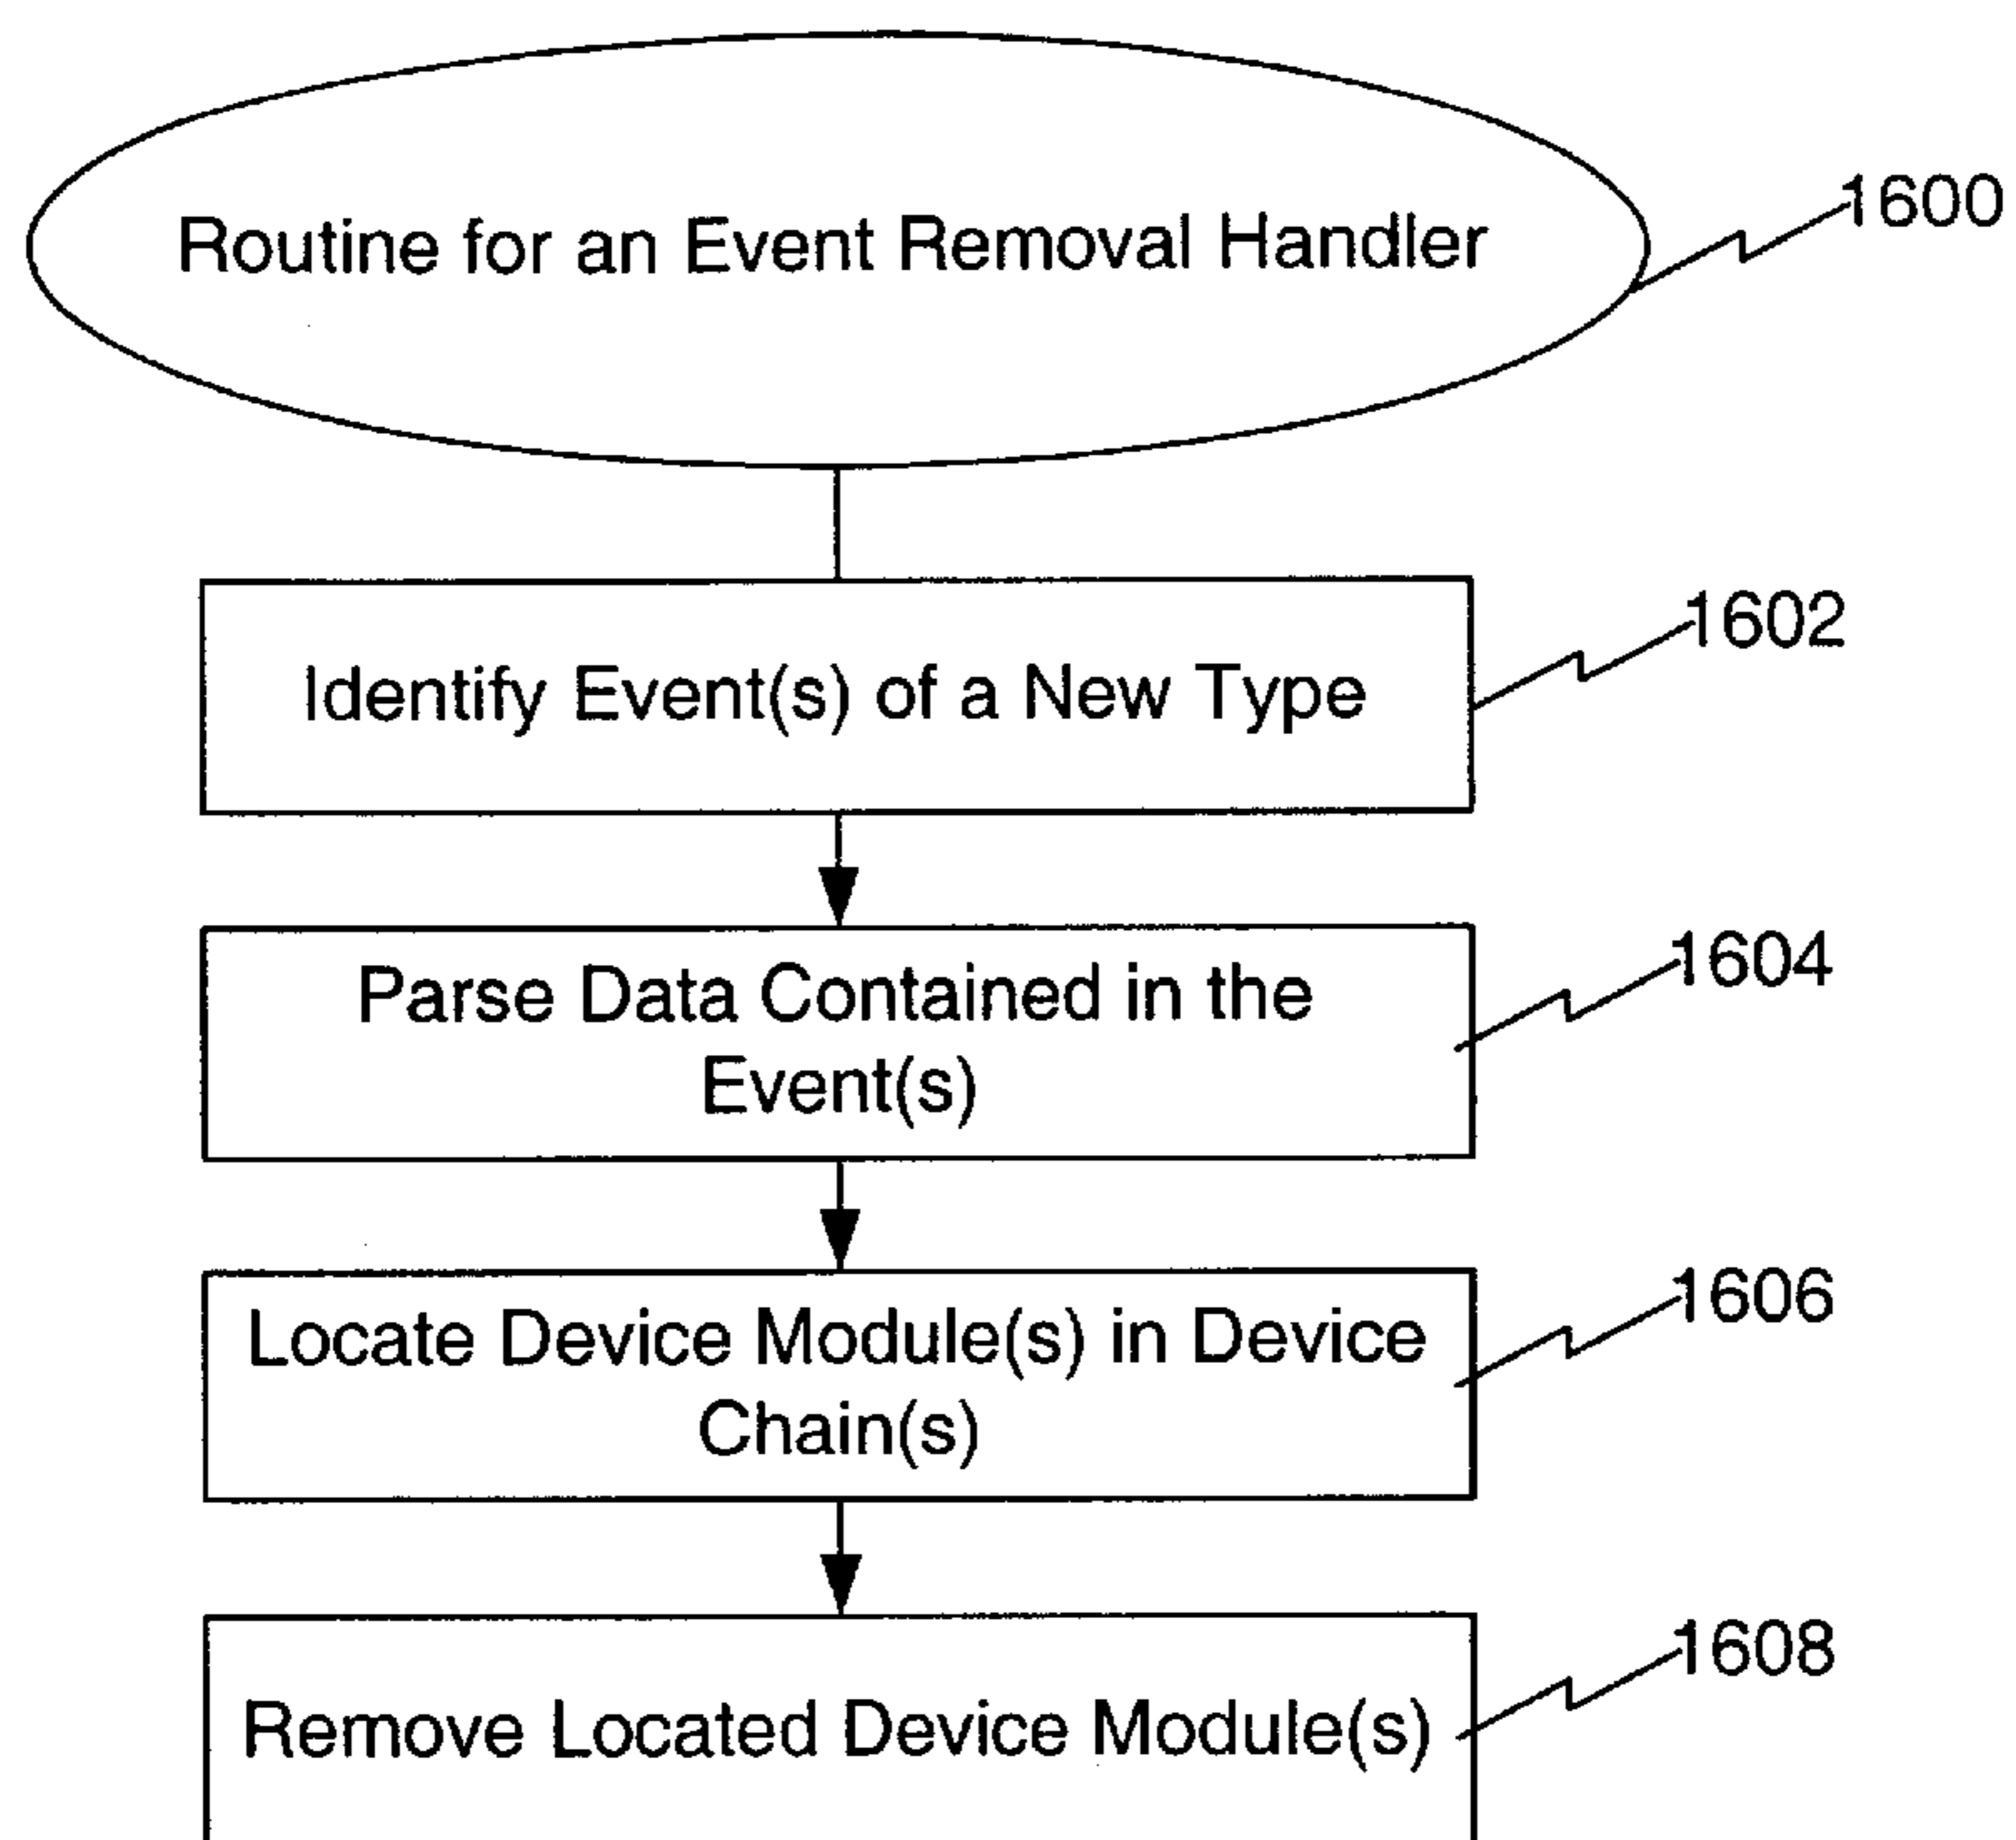 Routine for an Event Removal Handler
1600
Identify Event(s) of a New Type
1602
Parse Data Contained in the
Event(s)
1604
Locate Device Module(s) in Device
Chain(s)
1606
Remove Located Device Module(s)
1608